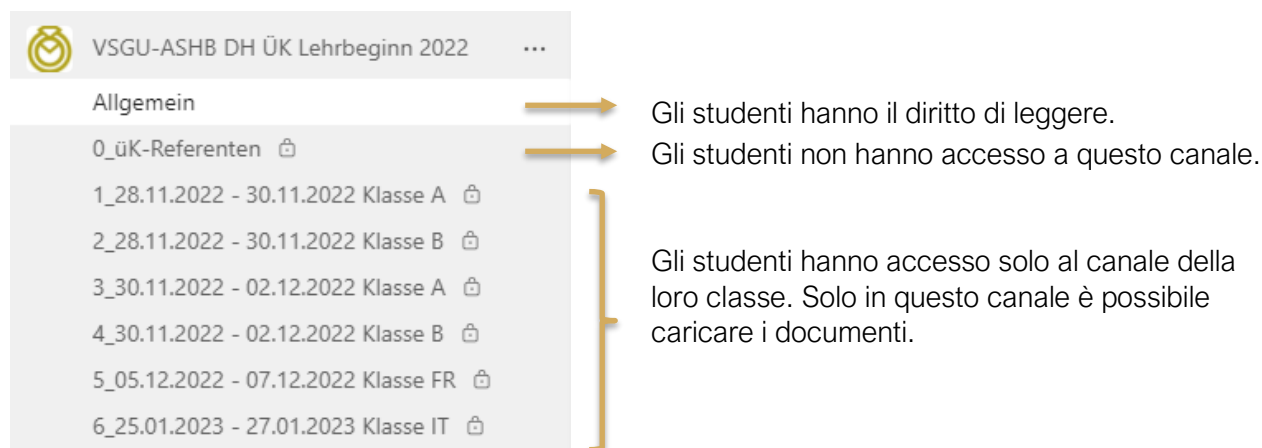 VSGU-ASHB DH ÜK Lehrbeginn 2022 ...
Allgemein
Gli studenti hanno il diritto di leggere.
0_üK-Referenten
Gli studenti non hanno accesso a questo canale.
1_28.11.2022 - 30.11.2022 Klasse A
2_28.11.2022 - 30.11.2022 Klasse B
3_30.11.2022 - 02.12.2022 Klasse A
4_30.11.2022 - 02.12.2022 Klasse B
5_05.12.2022 - 07.12.2022 Klasse FR
6_25.01.2023 - 27.01.2023 Klasse IT
Gli studenti hanno accesso solo al canale della
loro classe. Solo in questo canale è possibile
caricare i documenti.